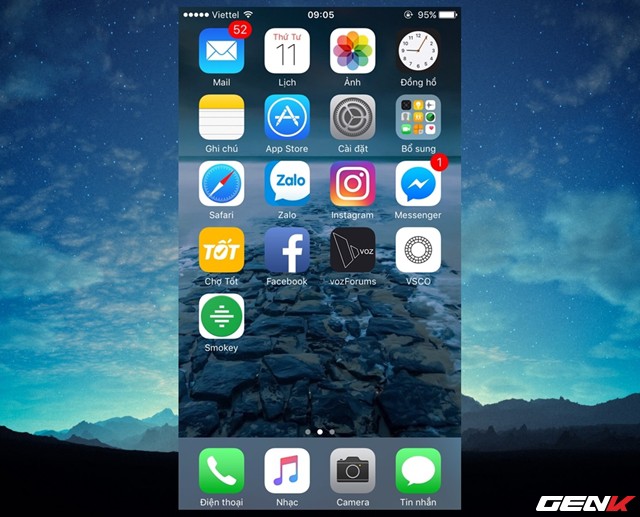 Viettel 09:05 95%
52
Thứ Tư
11
Mail Lịch Ảnh Đồng hồ
Ghi chú App Store Cài đặt Bổ sung
Zalo
1
Safari Zalo Instagram Messenger
TỐT
voz
Chợ Tốt Facebook vozForums VSCO
Smokey
Điện thoại Nhạc Camera Tin nhắn
GENK